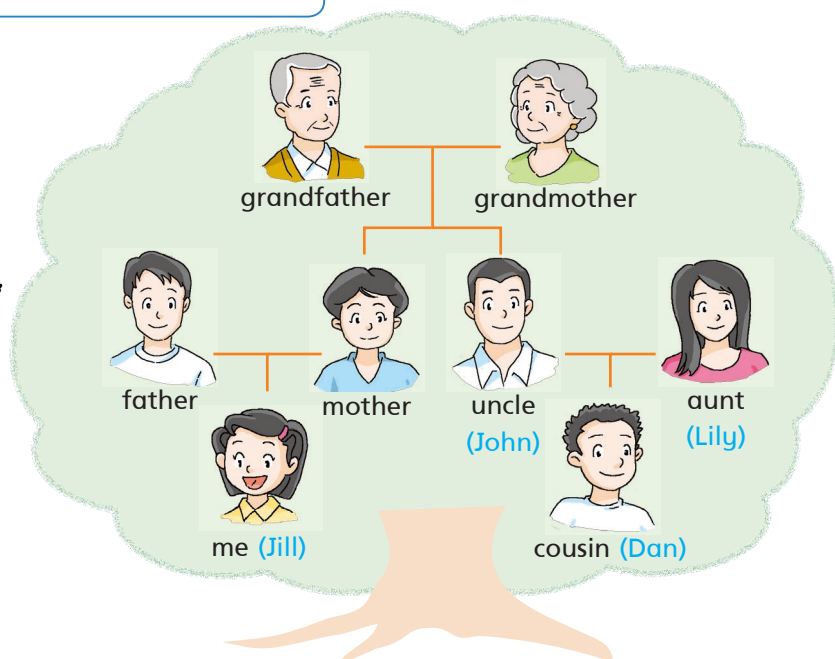 grandfather
grandmother
father
mother
uncle
(John)
aunt
(Lily)
me (Jill)
cousin (Dan)